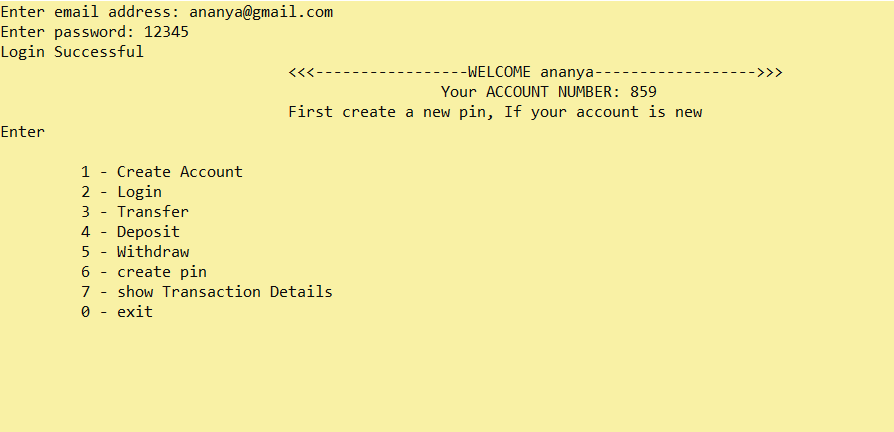 Enter email address: ananya@gmail.com
Enter password: 12345
Login Successful
<<<-----------------WELCOME ananya------------------>>>
Your ACCOUNT NUMBER: 859
First create a new pin, If your account is new
Enter
1 - Create Account
2 - Login
3 - Transfer
4 - Deposit
5 - Withdraw
6 - create pin
7 - show Transaction Details
0 - exit